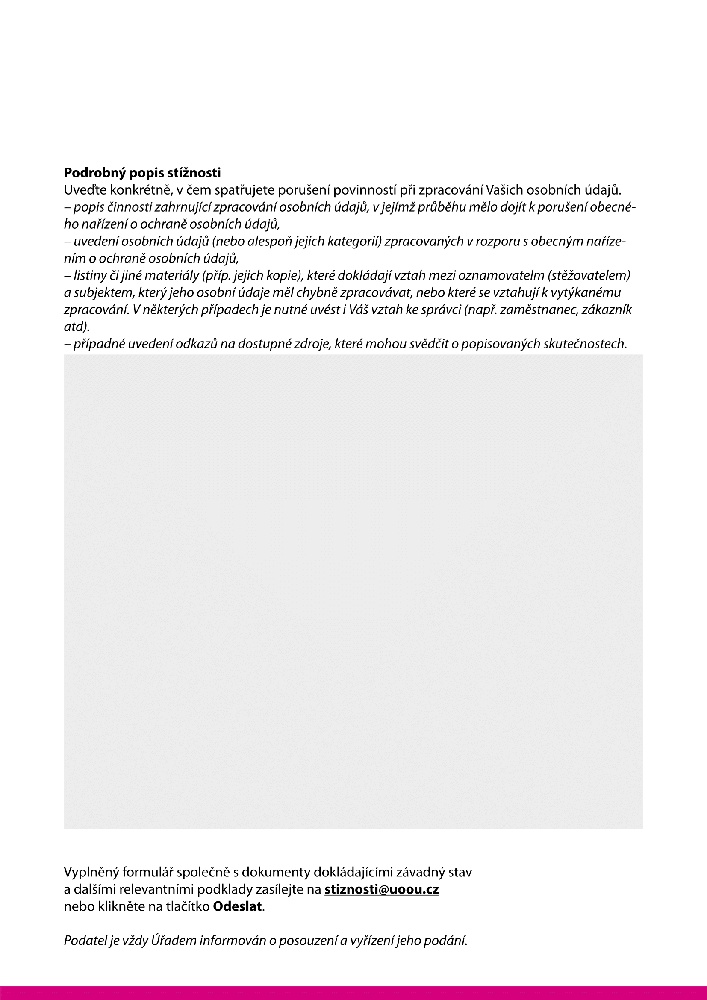 Podrobný popis stížnosti
Uveďte konkrétně, v čem spatřujete porušení povinností při zpracování Vašich osobních údajů.
– popis činnosti zahrnující zpracování osobních údajů, v jejímž průběhu mělo dojít k porušení obecné-
ho nařízení o ochraně osobních údajů,
– uvedení osobních údajů (nebo alespoň jejich kategorií) zpracovaných v rozporu s obecným naříze-
ním o ochraně osobních údajů,
– listiny či jiné materiály (příp. jejich kopie), které dokládají vztah mezi oznamovatelm (stěžovatelem)
a subjektem, který jeho osobní údaje měl chybně zpracovávat, nebo které se vztahují k vytýkanému
zpracování. V některých případech je nutné uvést i Váš vztah ke správci (např. zaměstnanec, zákazník
atd).
– případné uvedení odkazů na dostupné zdroje, které mohou svědčit o popisovaných skutečnostech.
Vyplněný formulář společně s dokumenty dokládajícími závadný stav
a dalšími relevantními podklady zasílejte na stiznosti@uoou.cz
nebo klikněte na tlačítko Odeslat.
Podatel je vždy Úřadem informován o posouzení a vyřízení jeho podání.